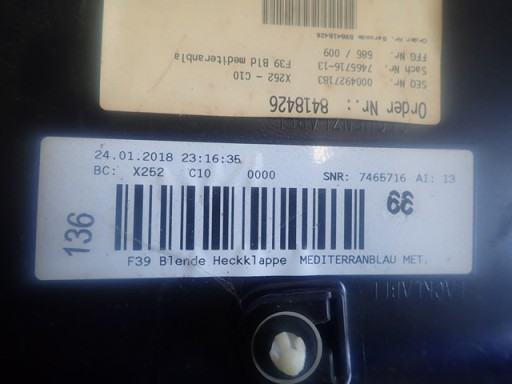 Order Nr.: 8418426
SEQ Nr. 0004927183
Sach Nr. 7465716-13
FFG Nr. 686 / 009
X252 - C10
F39 Bld mediteranbla
24.01.2018 23:16:35
BC: X252 C10 0000 SNR: 7465716 AI: 13
136
39
F39 Blende Heckklappe MEDITERRANBLAU MET.